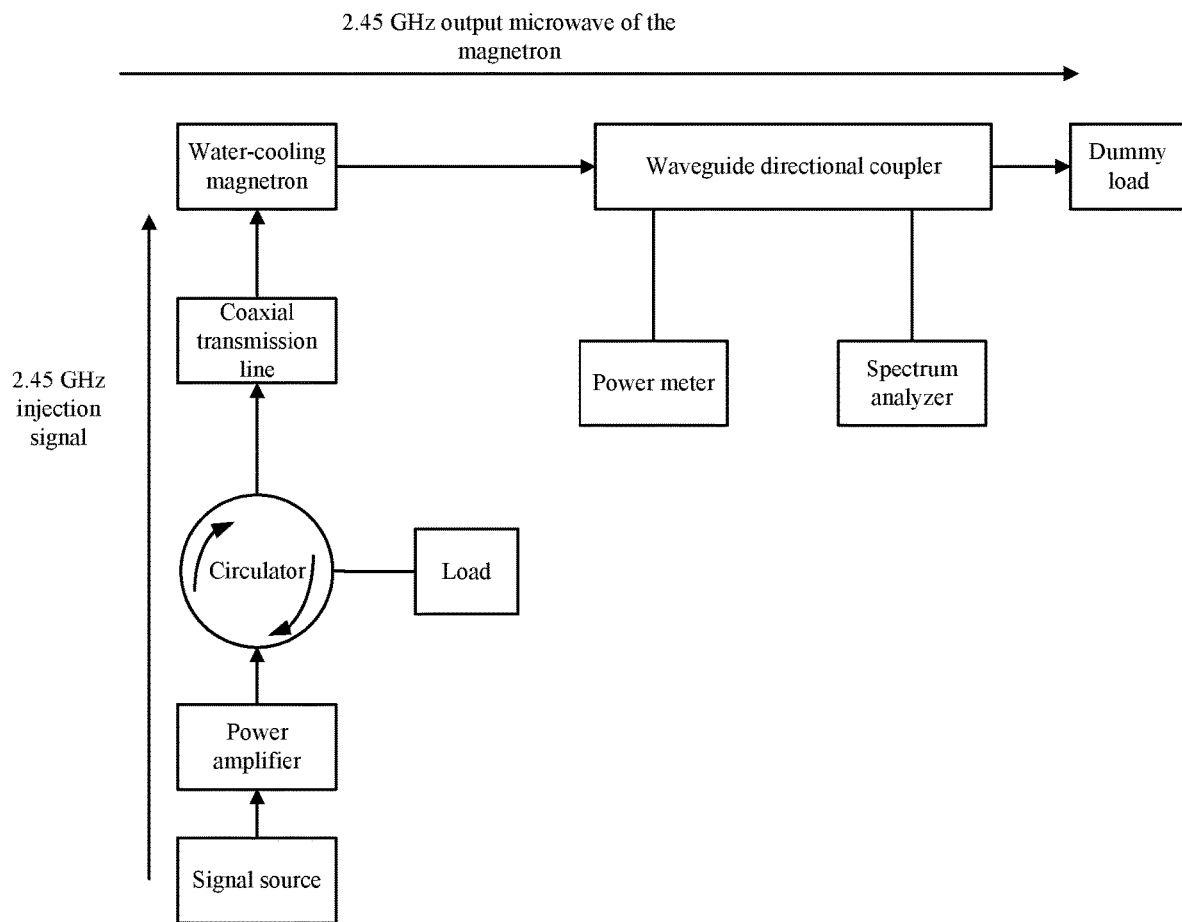 2.45 GHz output microwave of the
magnetron
Water-cooling
magnetron
Waveguide directional coupler
Dummy
load
Coaxial
transmission
line
Power meter
Spectrum
analyzer
2.45 GHz
injection
signal
Circulator
Load
Power
amplifier
Signal source